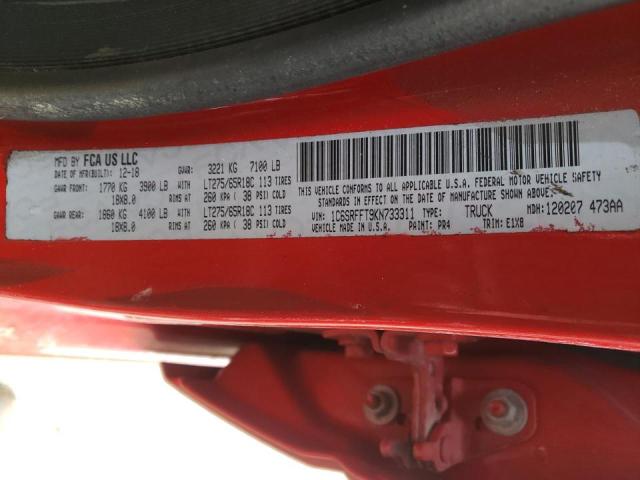 MFD BY FCA US LLC
DATE OF MFR(BUILT): 12-18 GVWR: 3221 KG 7100 LB
GAWR FRONT: 1770 KG 3900 LB WITH LT275/65R18C 113 TIRES
18X8.0 RIMS AT 260 KPA ( 38 PSI) COLD
GAWR REAR: 1860 KG 4100 LB WITH LT275/65R18C 113 TIRES
18X8.0 RIMS AT 260 KPA ( 38 PSI) COLD
THIS VEHICLE CONFORMS TO ALL APPLICABLE U.S.A. FEDERAL MOTOR VEHICLE SAFETY
STANDARDS IN EFFECT ON THE DATE OF MANUFACTURE SHOWN ABOVE.
VIN: 1C6SRFFT9KN733311 TYPE: TRUCK MDH: 120207 473AA
VEHICLE MADE IN U.S.A. PAINT: PR4 TRIM: E1X8